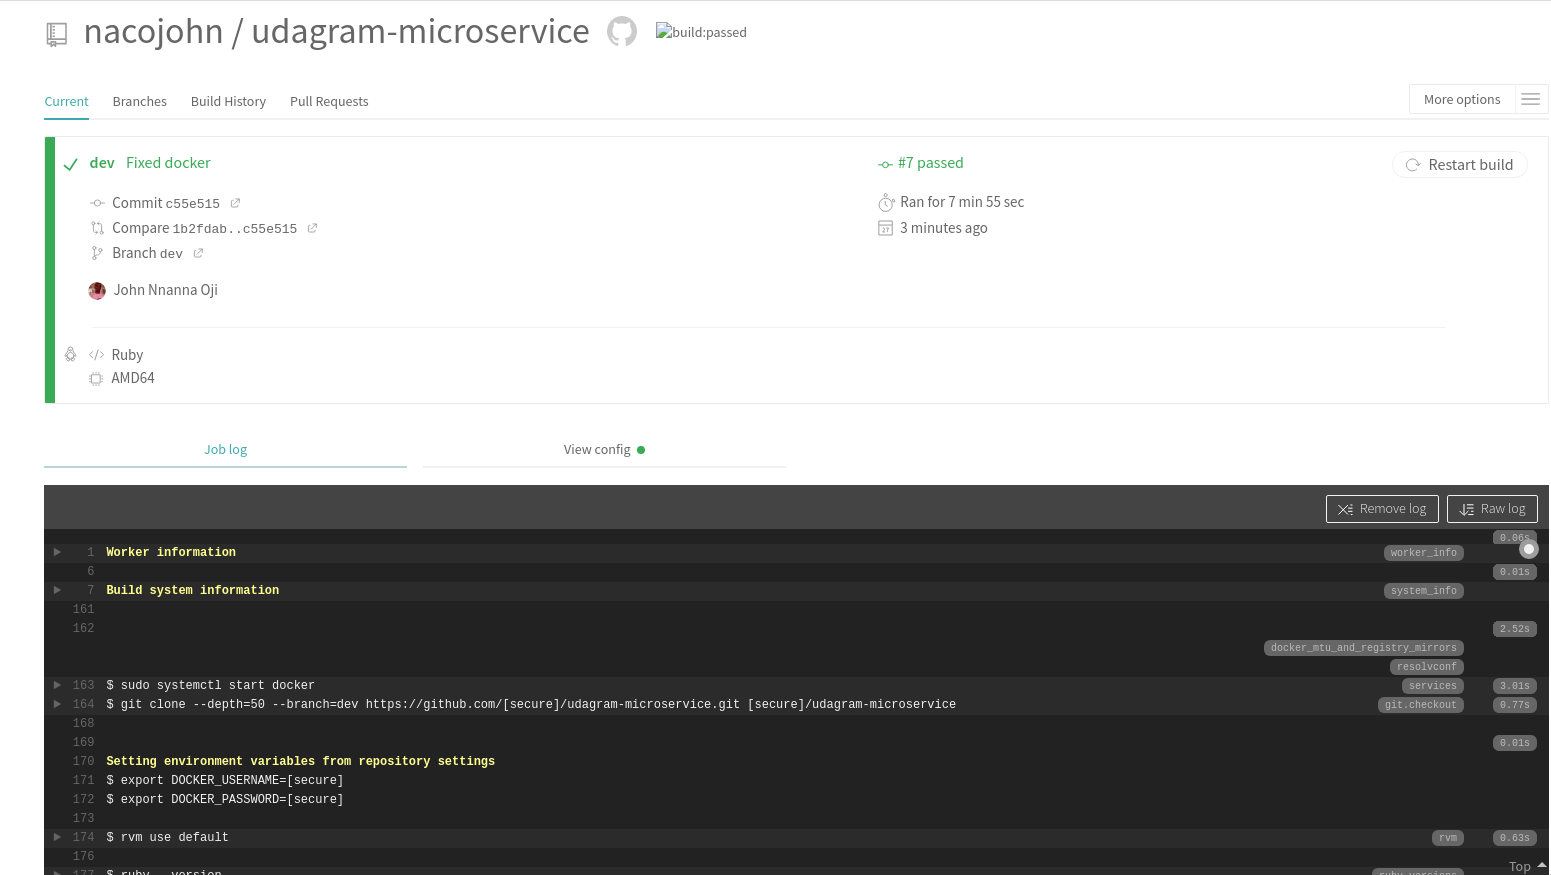 nacojohn / udagram-microservice build:passed
Current Branches Build History Pull Requests More options
dev Fixed docker #7 passed Restart build
Commit c55e515 Ran for 7 min 55 sec
Compare 1b2fdab..c55e515 27 3 minutes ago
Branch dev
John Nnanna Oji
</> Ruby
AMD64
Job log View config
Remove log Raw log
0.06s
1 Worker information worker_info
6 0.01s
7 Build system information system_info
161
162 2.52s
docker_mtu_and_registry_mirrors
resolvconf
163 $ sudo systemctl start docker services 3.01s
164 $ git clone --depth=50 --branch=dev https://github.com/[secure]/udagram-microservice.git [secure]/udagram-microservice git.checkout 0.77s
168
169 0.01s
170 Setting environment variables from repository settings
171 $ export DOCKER_USERNAME=[secure]
172 $ export DOCKER_PASSWORD=[secure]
173
174 $ rvm use default rvm 0.63s
176
177 $ ruby --version ruby.versions
Top